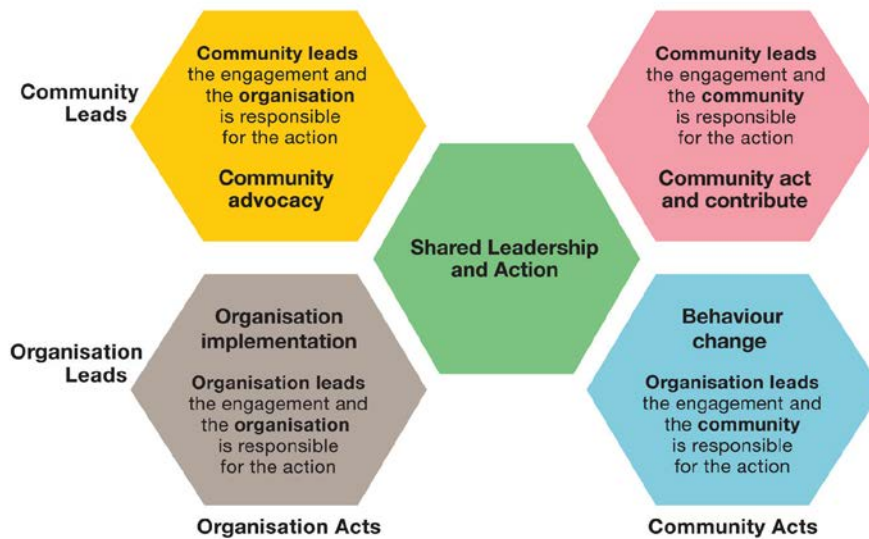 Community
Leads
Community leads
the engagement and
the organisation
is responsible
for the action
Community
advocacy
Community leads
the engagement and
the community
is responsible
for the action
Community act
and contribute
Shared Leadership
and Action
Organisation
Leads
Organisation
implementation
Organisation leads
the engagement and
the organisation
is responsible
for the action
Behaviour
change
Organisation leads
the engagement and
the community
is responsible
for the action
Organisation Acts
Community Acts